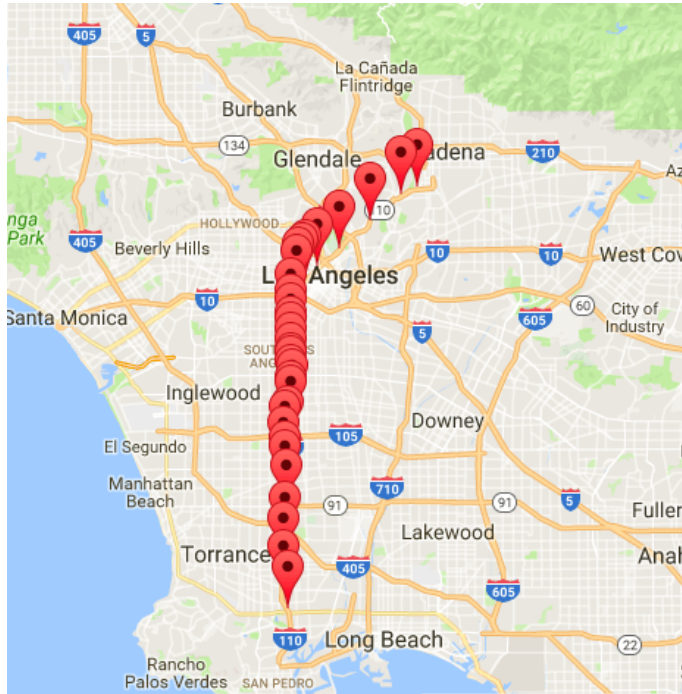 405
5
La Cañada
Flintridge
Burbank
134
Glendale
adena
210
Az
110
HOLLYWOOD
nga
Park
405
Beverly Hills
10
10
West Cov
L
Angeles
10
60
City of
Industry
Santa Monica
5
605
SOUT
S
ANG
Inglewood
Downey
105
El Segundo
710
Manhattan
Beach
91
91
5
Fuller
Lakewood
Torrance
405
Anah
605
110
Long Beach
22
Rancho
Palos Verdes
SAN PEDRO